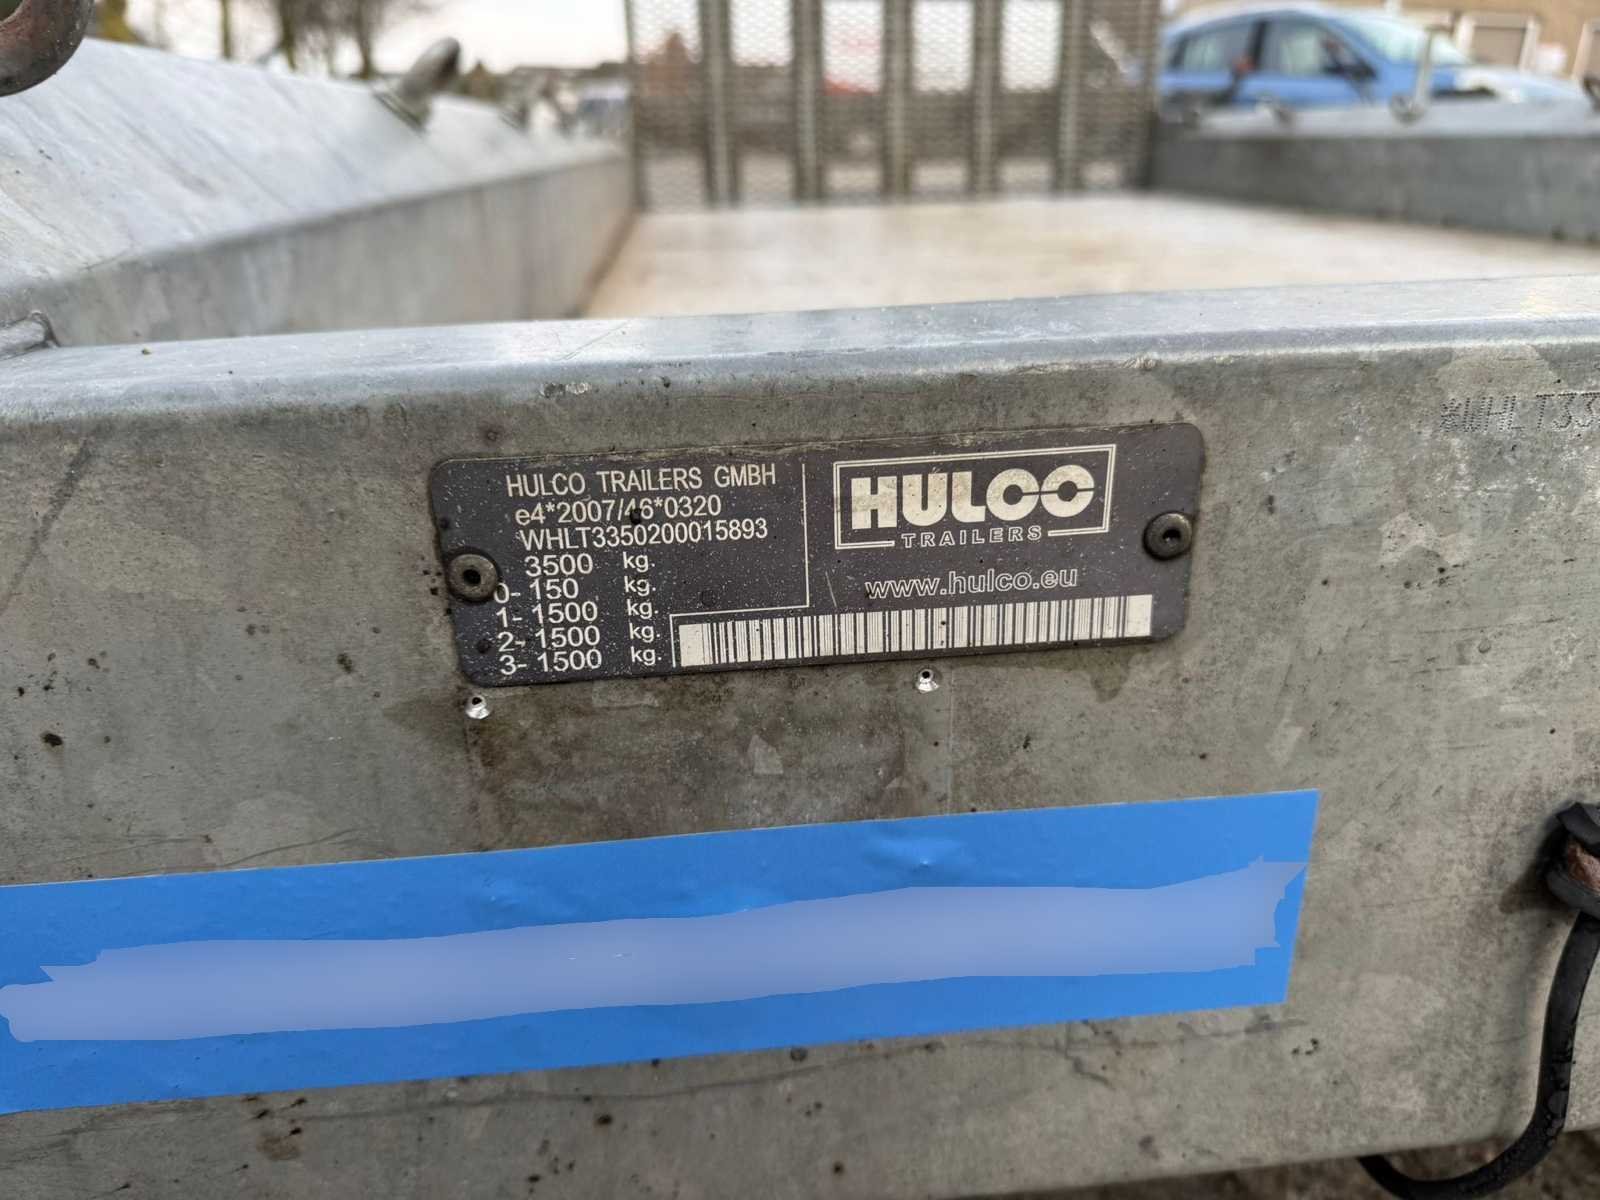 HULCO TRAILERS GMBH
e4*2007/46*0320
WHLT3350200015893
3500 kg.
0- 150 kg.
1- 1500 kg.
2- 1500 kg.
3- 1500 kg.
HULCO
TRAILERS
www.hulco.eu
*WHLT33